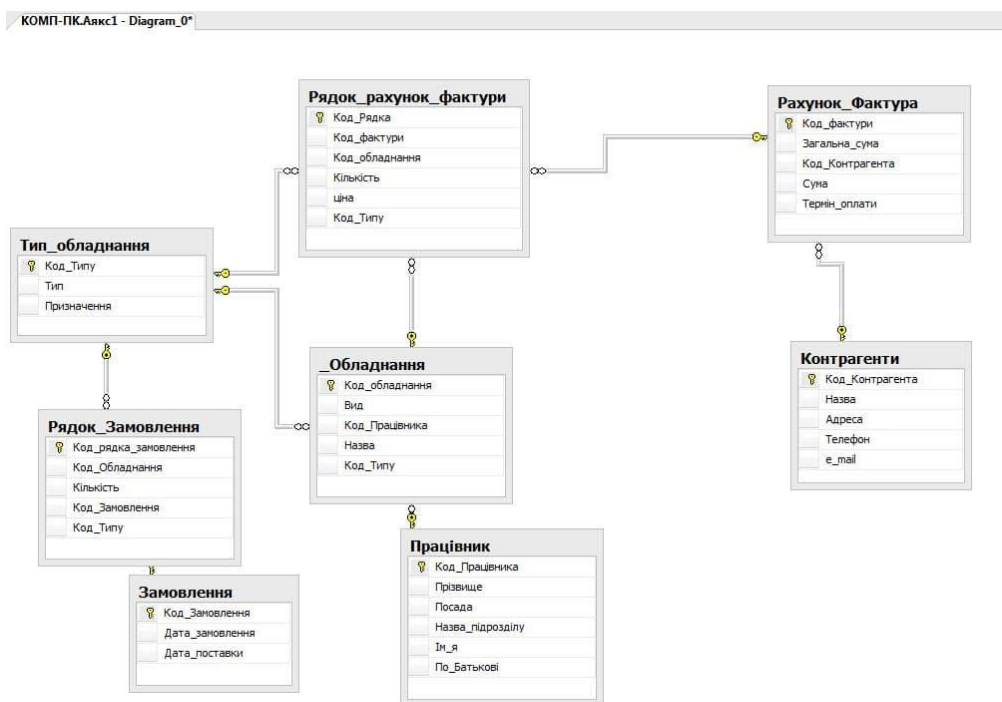 КОМП-ПК.Аякс1 - Diagram_0*
Рядок_рахунок_фактури
Код_Рядка
Код_фактури
Код_обладнання
Кількість
ціна
Код_Типу
Рахунок_Фактура
Код_фактури
Загальна_сума
Код_Контрагента
Сума
Термін_оплати
Тип_обладнання
Код_Типу
Тип
Призначення
_Обладнання
Код_обладнання
Вид
Код_Працівника
Назва
Код_Типу
Контрагенти
Код_Контрагента
Назва
Адреса
Телефон
e_mail
Рядок_Замовлення
Код_рядка_замовлення
Код_Обладнання
Кількість
Код_Замовлення
Код_Типу
Працівник
Код_Працівника
Прізвище
Посада
Назва_підрозділу
Ім_я
По_Батькові
Замовлення
Код_Замовлення
Дата_замовлення
Дата_поставки